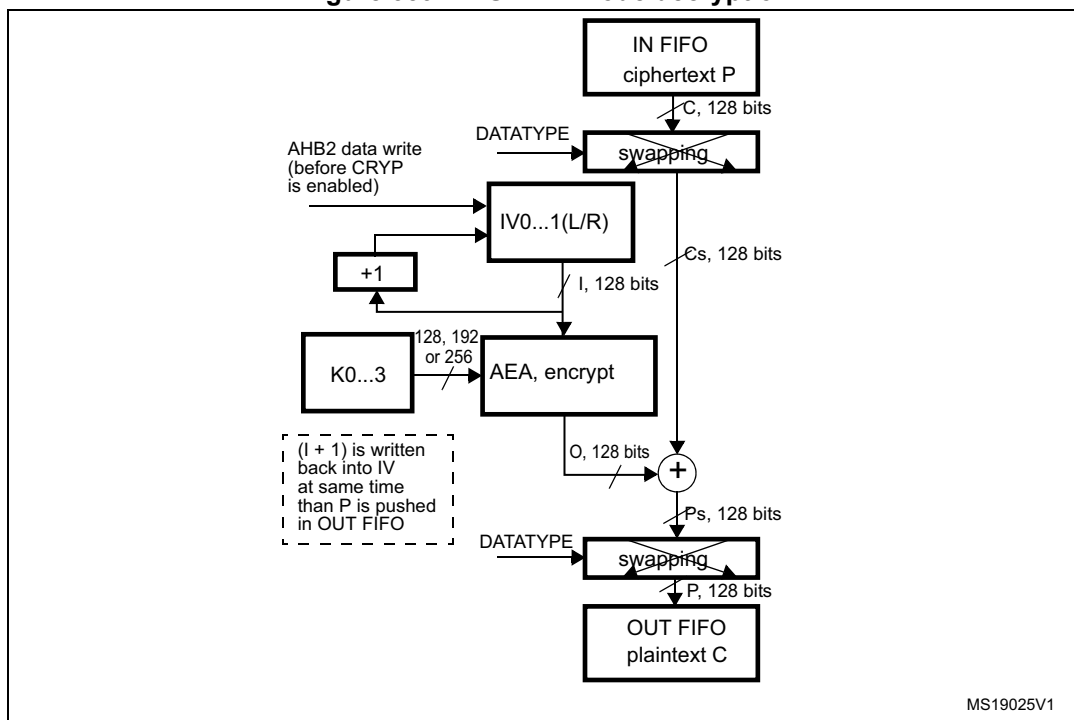 IN FIFO
ciphertext P
C, 128 bits
DATATYPE
swapping
AHB2 data write
(before CRYP
is enabled)
IV0...1(L/R)
Cs, 128 bits
+1
I, 128 bits
128, 192
or 256
K0...3
AEA, encrypt
(I + 1) is written
back into IV
at same time
than P is pushed
in OUT FIFO
O, 128 bits
+
Ps, 128 bits
DATATYPE
swapping
P, 128 bits
OUT FIFO
plaintext C
MS19025V1